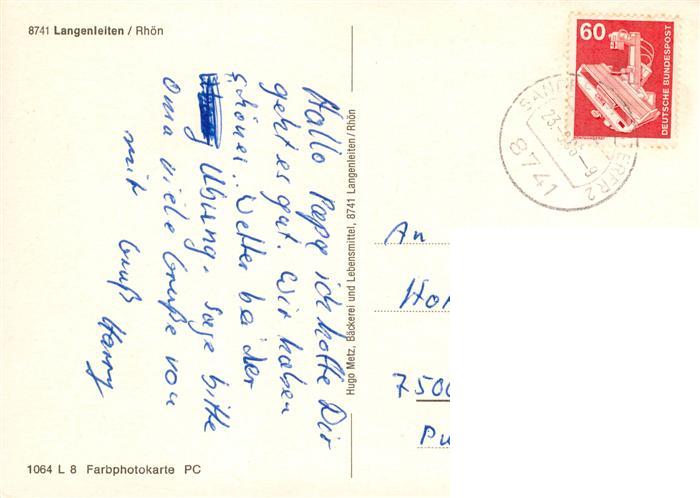 8741 Langenleiten / Rhön
Hallo Papa ich hoffe Dir
geht es gut. Wir haben
schönes Wetter bei der
Übung. Sage bitte
Oma viele Grüße von
mit Gruß Harry
Hugo Metz, Bäckerei und Lebensmittel, 8741 Langenleiten / Rhön
1064 L 8 Farbphotokarte PC
60
DEUTSCHE BUNDESPOST
8741
An
7500